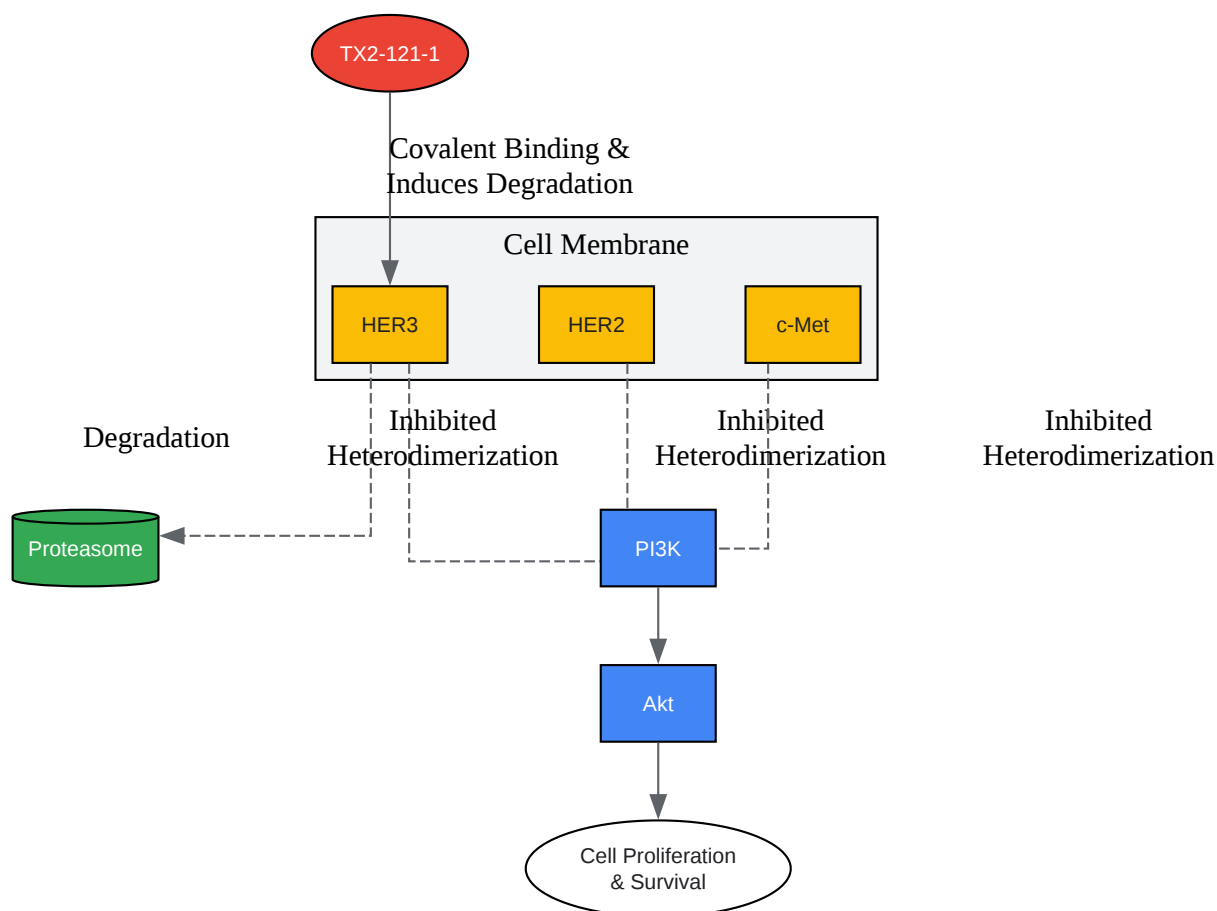 TX2-121-1
Covalent Binding &
Induces Degradation
Cell Membrane
HER3
HER2
c-Met
Degradation
Inhibited
Heterodimerization
Inhibited
Heterodimerization
Inhibited
Heterodimerization
Proteasome
PI3K
Akt
Cell Proliferation
& Survival